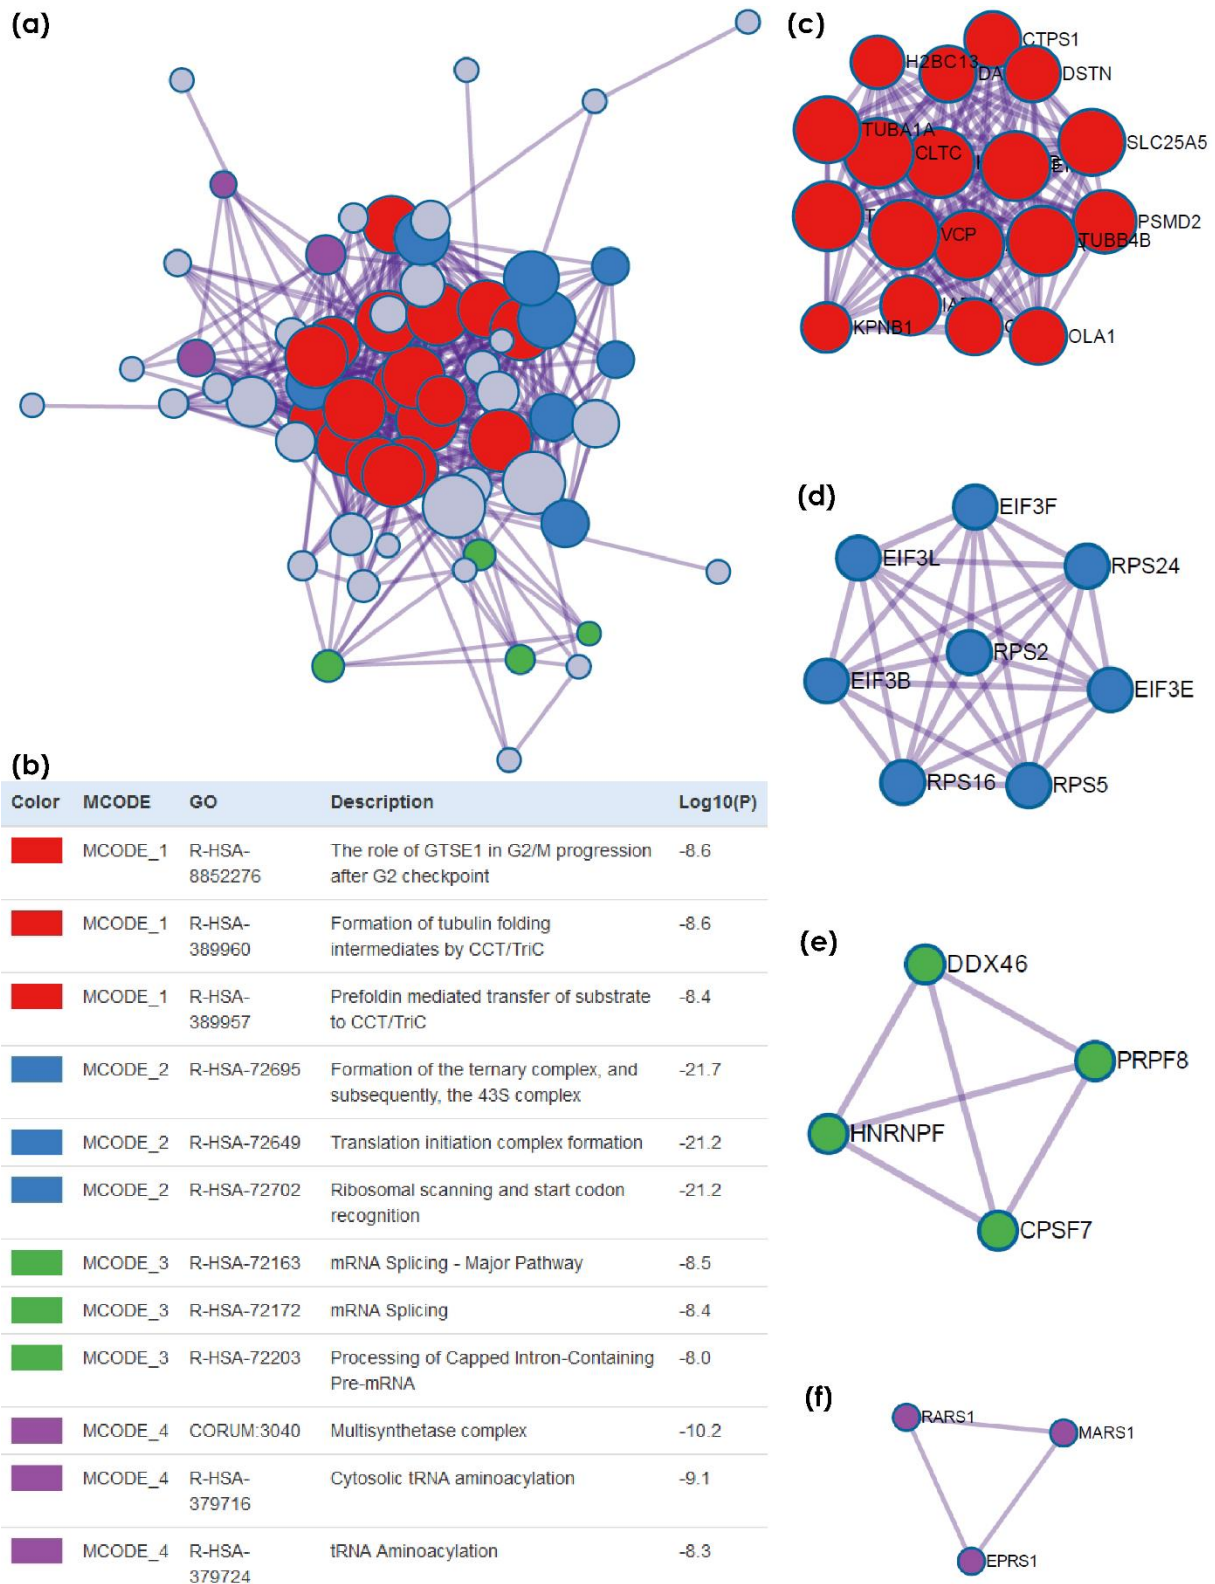 (a)
(b)
Color MCODE GO Description Log10(P)
MCODE_1 R-HSA- The role of GTSE1 in G2/M progression -8.6
8852276 after G2 checkpoint
MCODE_1 R-HSA- Formation of tubulin folding -8.6
389960 intermediates by CCT/TriC
MCODE_1 R-HSA- Prefoldin mediated transfer of substrate -8.4
389957 to CCT/TriC
MCODE_2 R-HSA-72695 Formation of the ternary complex, and -21.7
subsequently, the 43S complex
MCODE_2 R-HSA-72649 Translation initiation complex formation -21.2
MCODE_2 R-HSA-72702 Ribosomal scanning and start codon -21.2
recognition
MCODE_3 R-HSA-72163 mRNA Splicing - Major Pathway -8.5
MCODE_3 R-HSA-72172 mRNA Splicing -8.4
MCODE_3 R-HSA-72203 Processing of Capped Intron-Containing -8.0
Pre-mRNA
MCODE_4 CORUM:3040 Multisynthetase complex -10.2
MCODE_4 R-HSA- Cytosolic tRNA aminoacylation -9.1
379716
MCODE_4 R-HSA- tRNA Aminoacylation -8.3
379724
(c)
CTPS1
H2BC13
DSTN
TUBA1A
CLTC
SLC25A5
PSMD2
VCP
TUBB4B
KPNB1
OLA1
(d)
EIF3F
EIF3L
RPS24
RPS2
EIF3B
EIF3E
RPS16
RPS5
(e)
DDX46
PRPF8
HNRNPF
CPSF7
(f)
RARS1
MARS1
EPRS1